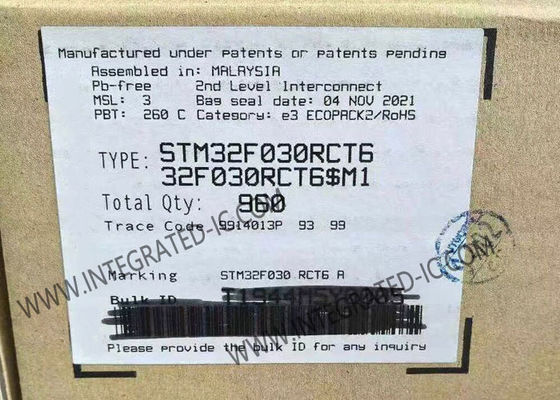 Manufactured under patents or patents pending
Assembled in: MALAYSIA
Pb-free 2nd Level Interconnect
MSL: 3 Bag seal date: 04 NOV 2021
PBT: 260 C Category: e3 ECOPACK2/RoHS
TYPE: STM32F030RCT6
32F030RCT6$M1
Total Qty: 960
Trace Code 9914013P 93 99
Marking STM32F030 RCT6 A
Bulk ID
Please provide the bulk ID for any inquiry
WWW.INTEGRATED-IC.COM
WWW.INTEGRATED-IC.COM